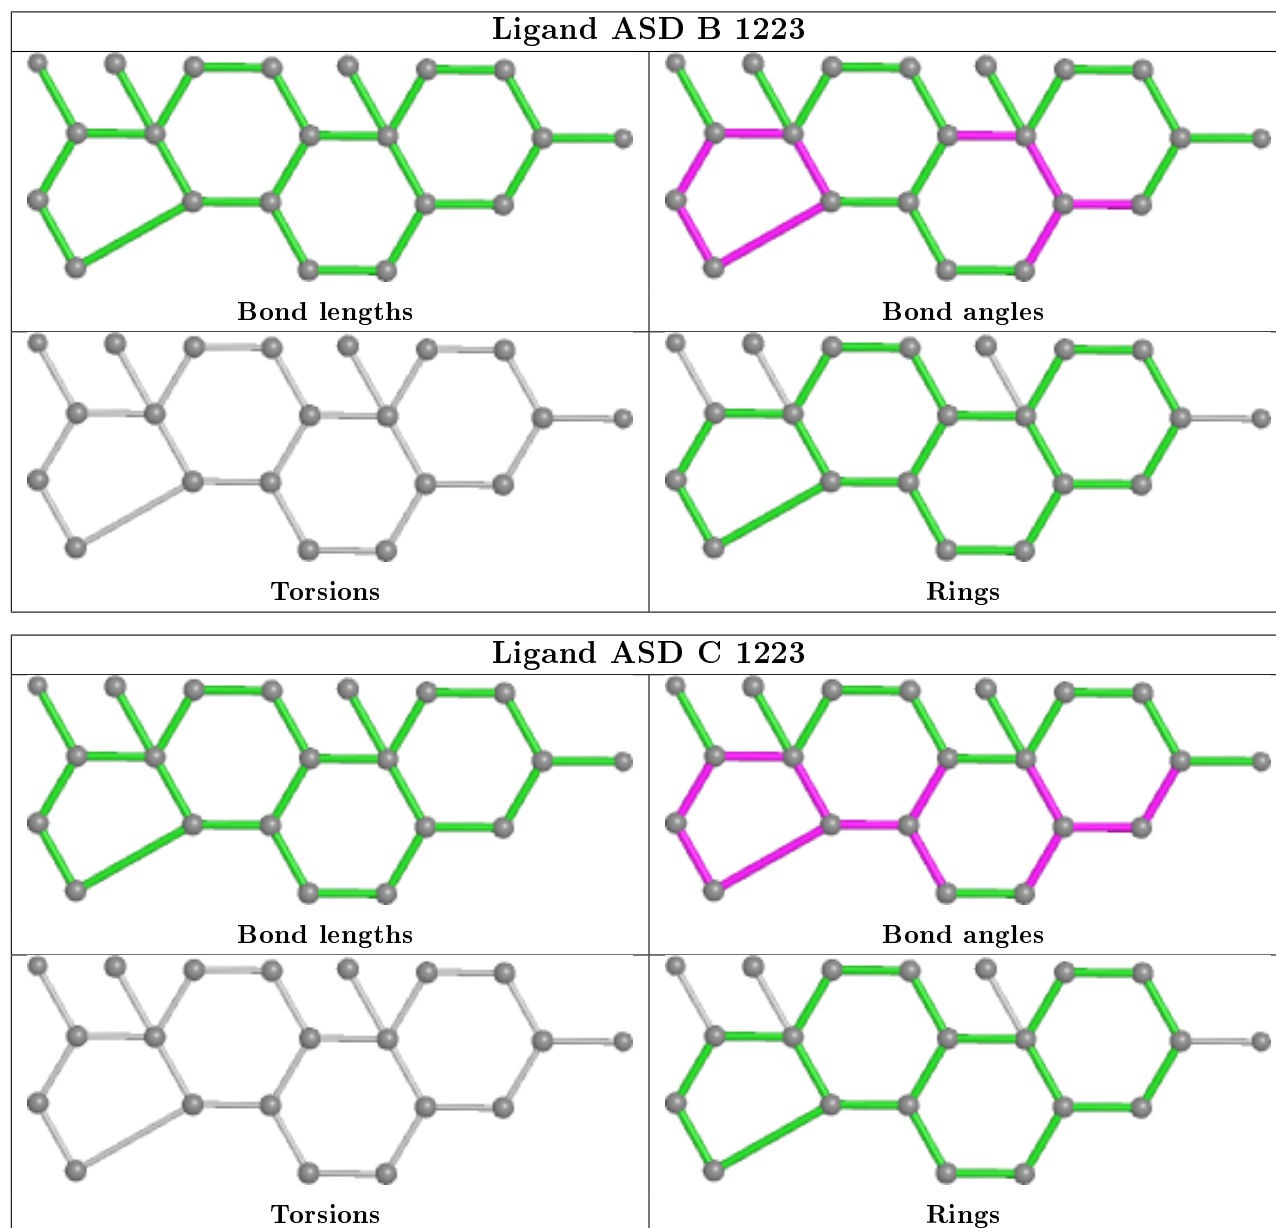 Ligand ASD B 1223
Bond lengths
Bond angles
Torsions
Rings
Ligand ASD C 1223
Bond lengths
Bond angles
Torsions
Rings